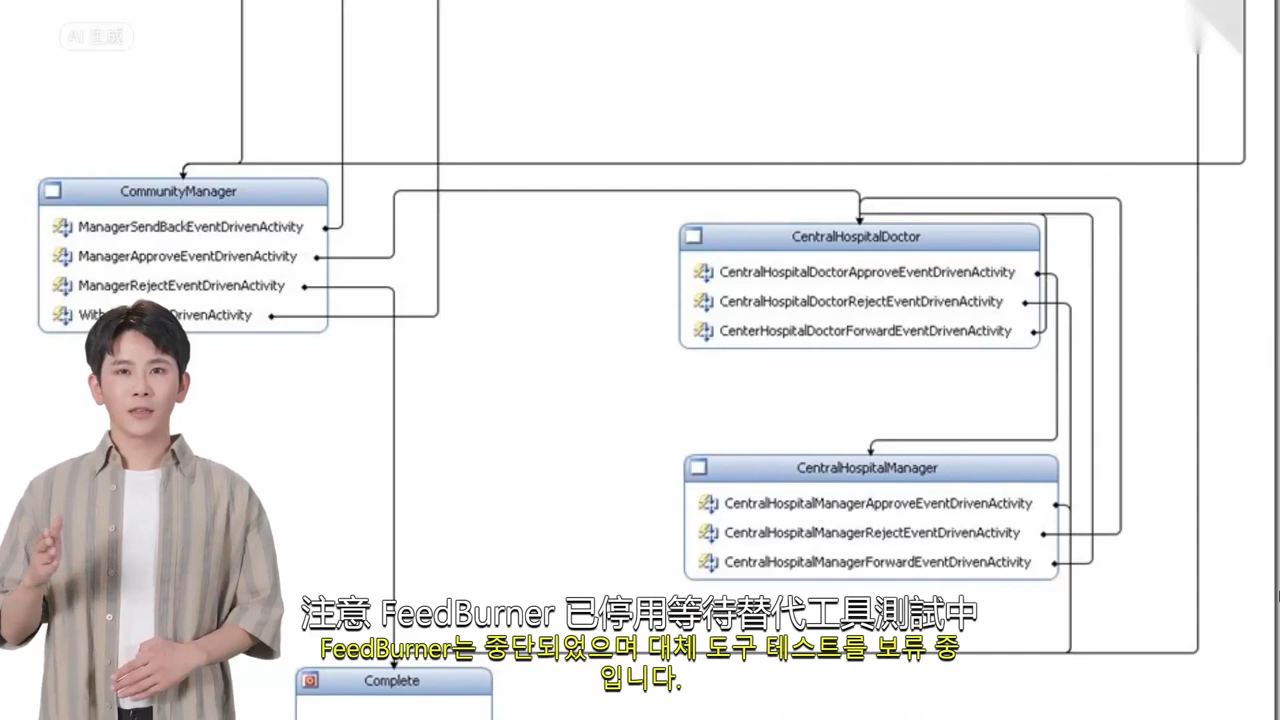 AI 生成
CommunityManager
ManagerSendBackEventDrivenActivity
ManagerApproveEventDrivenActivity
ManagerRejectEventDrivenActivity
DrivenActivity
CentralHospitalDoctor
CentralHospitalDoctorApproveEventDrivenActivity
CentralHospitalDoctorRejectEventDrivenActivity
CenterHospitalDoctorForwardEventDrivenActivity
CentralHospitalManager
CentralHospitalManagerApproveEventDrivenActivity
CentralHospitalManagerRejectEventDrivenActivity
CentralHospitalManagerForwardEventDrivenActivity
注意 FeedBurner 已停用等待替代工具測試中
FeedBurner는 중단되었으며 대체 도구 테스트를 보류 중
입니다.
Complete